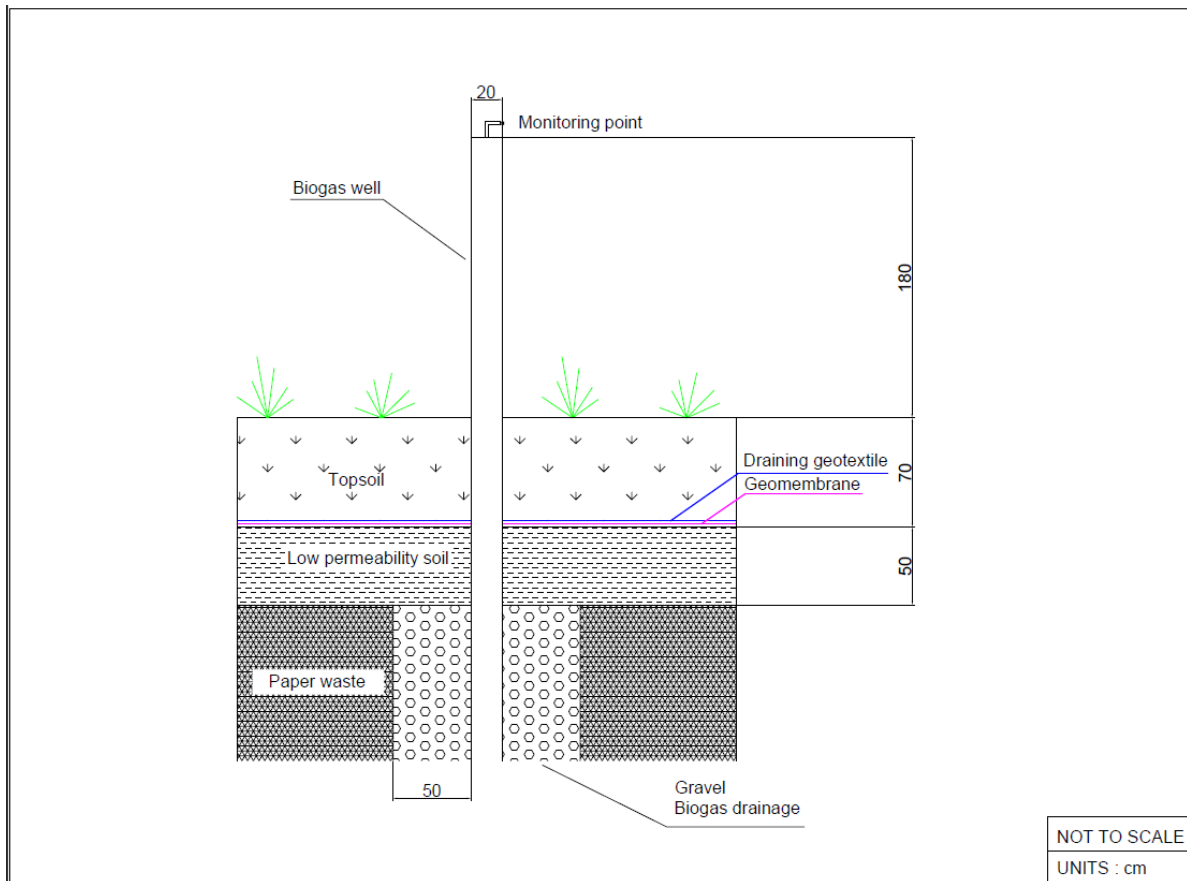 20
Monitoring point
Biogas well
180
Draining geotextile
Topsoil
Geomembrane
70
Low permeability soil
50
Paper waste
50
Gravel
Biogas drainage
NOT TO SCALE
UNITS : cm